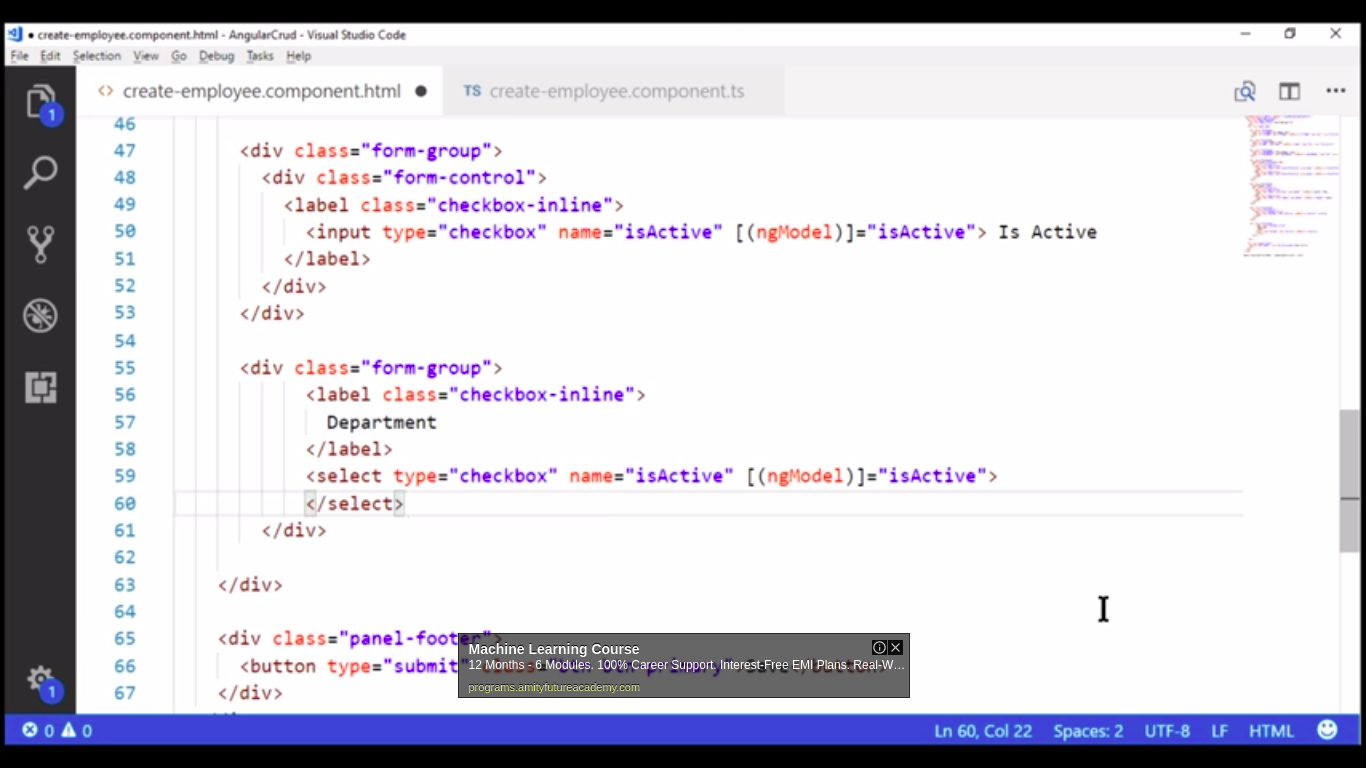 ● create-employee.component.html - AngularCrud - Visual Studio Code
File Edit Selection View Go Debug Tasks Help
<> create-employee.component.html ●
TS create-employee.component.ts
1
46
47 <div class="form-group">
48 <div class="form-control">
49 <label class="checkbox-inline">
50 <input type="checkbox" name="isActive" [(ngModel)]="isActive"> Is Active
51 </label>
52 </div>
53 </div>
54
55 <div class="form-group">
56 <label class="checkbox-inline">
57 Department
58 </label>
59 <select type="checkbox" name="isActive" [(ngModel)]="isActive">
60 </select>
61 </div>
62
63 </div>
64
65 <div class="panel-footer">
66 <button type="submit"
67 </div>
Machine Learning Course
12 Months - 6 Modules. 100% Career Support, Interest-Free EMI Plans. Real-W...
programs.amityfutureacademy.com
1
0 0
Ln 60, Col 22 Spaces: 2 UTF-8 LF HTML